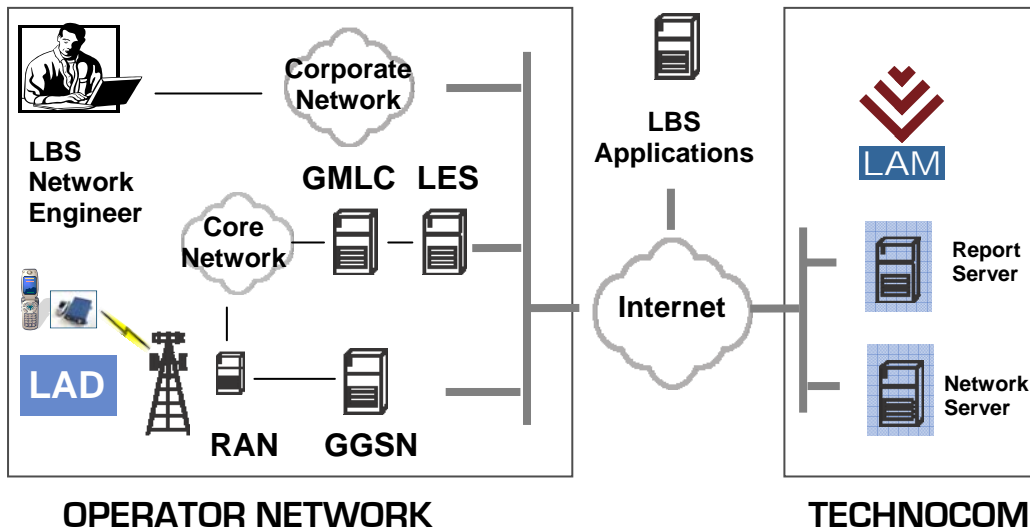 Corporate
Network
LBS
Network
Engineer
GMLC
LES
Core
Network
LAD
RAN
GGSN
LBS
Applications
Internet
LAM
Report
Server
Network
Server
OPERATOR NETWORK
TECHNOCOM